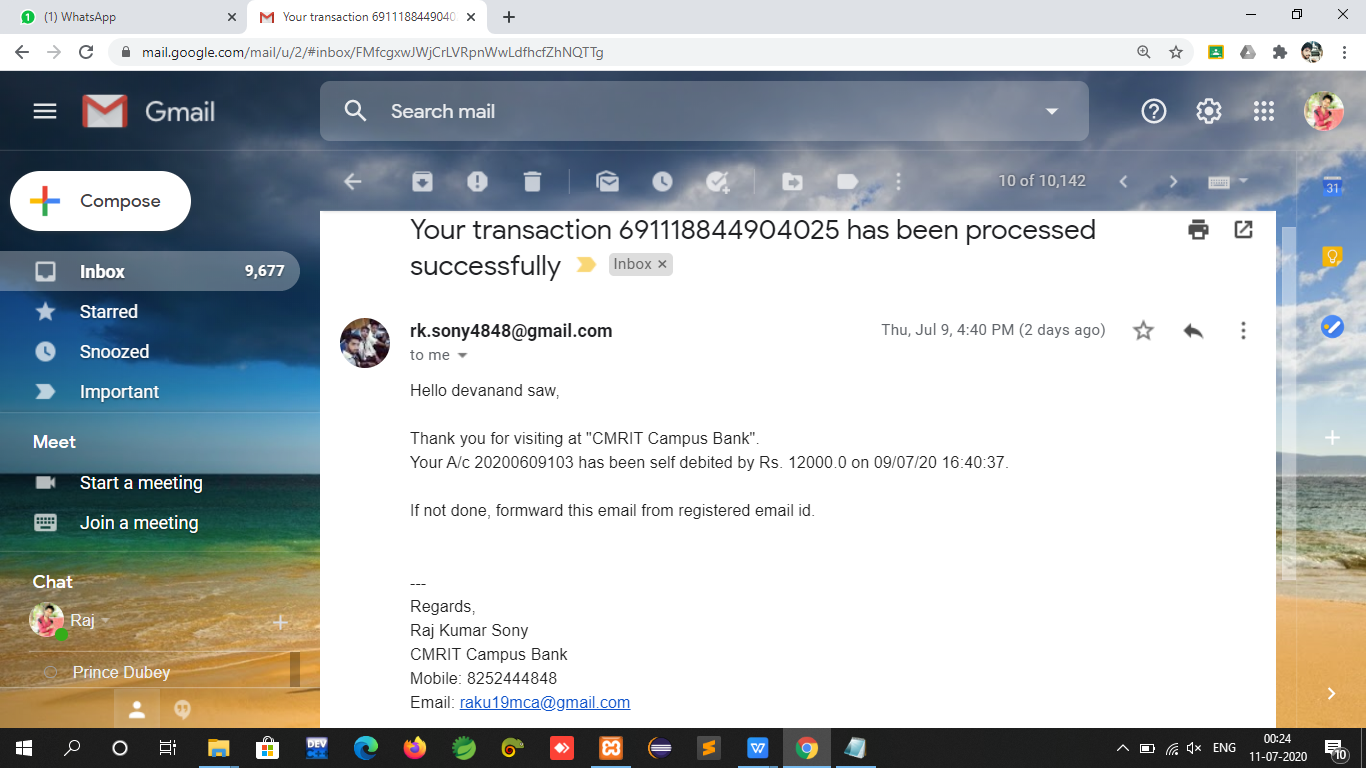 (1) WhatsApp
Your transaction 691118844904025
mail.google.com/mail/u/2/#inbox/FMfcgxwJWjCrLVRpnWwLdfhcfZhNQTTg
Gmail
Search mail
Compose
10 of 10,142
31
Your transaction 691118844904025 has been processed
successfully
Inbox
Inbox 9,677
Starred
Snoozed
Important
Meet
Start a meeting
Join a meeting
Chat
Raj
Prince Dubey
rk.sony4848@gmail.com
Thu, Jul 9, 4:40 PM (2 days ago)
to me
Hello devanand saw,
Thank you for visiting at "CMRIT Campus Bank".
Your A/c 20200609103 has been self debited by Rs. 12000.0 on 09/07/20 16:40:37.
If not done, formward this email from registered email id.
---
Regards,
Raj Kumar Sony
CMRIT Campus Bank
Mobile: 8252444848
Email: raku19mca@gmail.com
DEV
ENG
00:24
11-07-2020
10